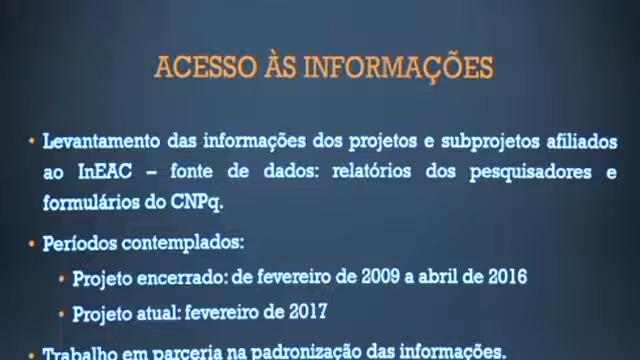 ACESSO ÀS INFORMAÇÕES
• Levantamento das informações dos projetos e subprojetos afiliados
ao InEAC – fonte de dados: relatórios dos pesquisadores e
formulários do CNPq.
• Períodos contemplados:
• Projeto encerrado: de fevereiro de 2009 a abril de 2016
• Projeto atual: fevereiro de 2017
• Trabalho em parceria na padronização das informações.